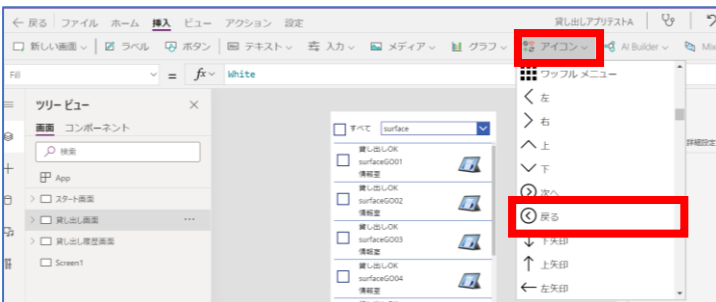 戻る ファイル ホーム 挿入 ビュー アクション 設定 貸し出しアプリテストA
新しい画面 ラベル ボタン テキスト 入力 メディア グラフ アイコン AI Builder Mix
Fill = fx White
ツリー ビュー
画面 コンポーネント
検索
App
スタート画面
貸し出し画面
貸し出し履歴画面
Screen1
すべて surface
貸し出しOK
surfaceGO01
情報室
貸し出しOK
surfaceGO02
情報室
貸し出しOK
surfaceGO03
情報室
貸し出しOK
surfaceGO04
情報室
ワッフル メニュー
左
右
上
下
次へ
戻る
下矢印
上矢印
左矢印
詳細設定